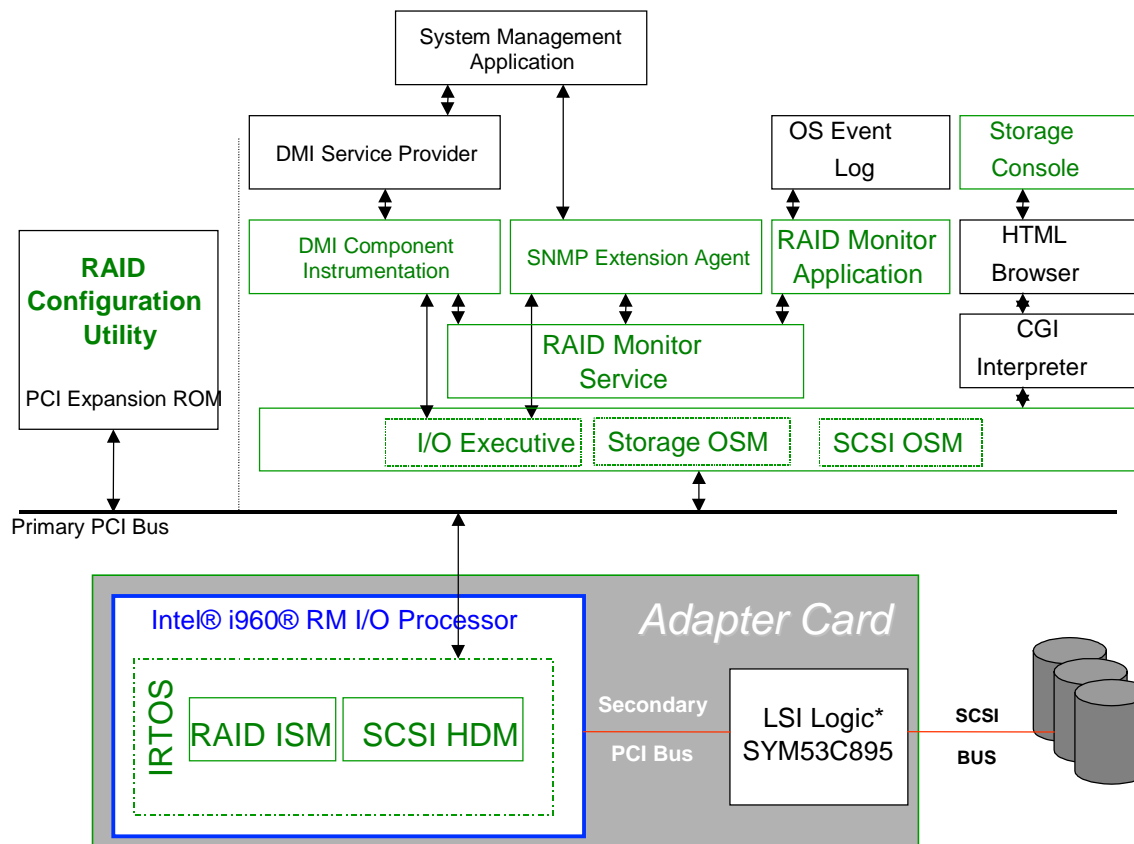 System Management
Application
DMI Service Provider
OS Event
Log
Storage
Console
DMI Component
Instrumentation
SNMP Extension Agent
RAID Monitor
Application
HTML
Browser
RAID
Configuration
Utility
PCI Expansion ROM
RAID Monitor
Service
CGI
Interpreter
I/O Executive
Storage OSM
SCSI OSM
Primary PCI Bus
Intel® i960® RM I/O Processor
Adapter Card
IRTOS
RAID ISM
SCSI HDM
Secondary
PCI Bus
LSI Logic*
SYM53C895
SCSI
BUS